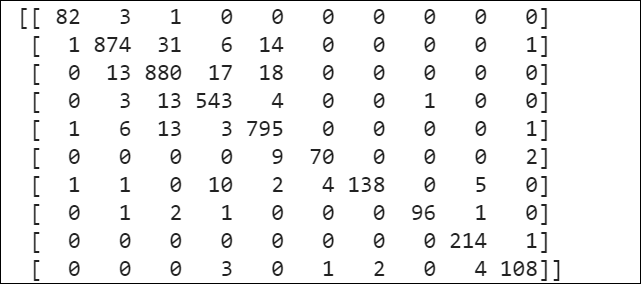 [[ 82 3 1 0 0 0 0 0 0 0]
[ 1 874 31 6 14 0 0 0 0 1]
[ 0 13 880 17 18 0 0 0 0 0]
[ 0 3 13 543 4 0 0 1 0 0]
[ 1 6 13 3 795 0 0 0 0 1]
[ 0 0 0 0 9 70 0 0 0 2]
[ 1 1 0 10 2 4 138 0 5 0]
[ 0 1 2 1 0 0 0 96 1 0]
[ 0 0 0 0 0 0 0 0 214 1]
[ 0 0 0 3 0 1 2 0 4 108]]